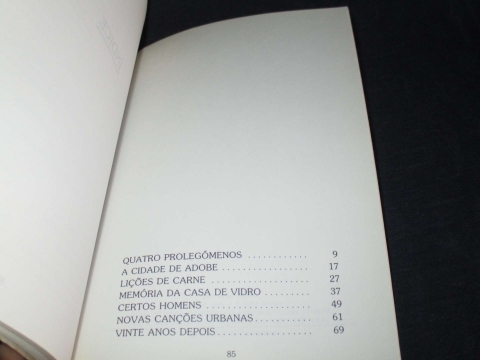 QUATRO PROLEGÔMENOS ............ 9
A CIDADE DE ADOBE ................. 17
LIÇÕES DE CARNE .................... 27
MEMÓRIA DA CASA DE VIDRO ......... 37
CERTOS HOMENS .................... 49
NOVAS CANÇÕES URBANAS ............ 61
VINTE ANOS DEPOIS .................. 69
85